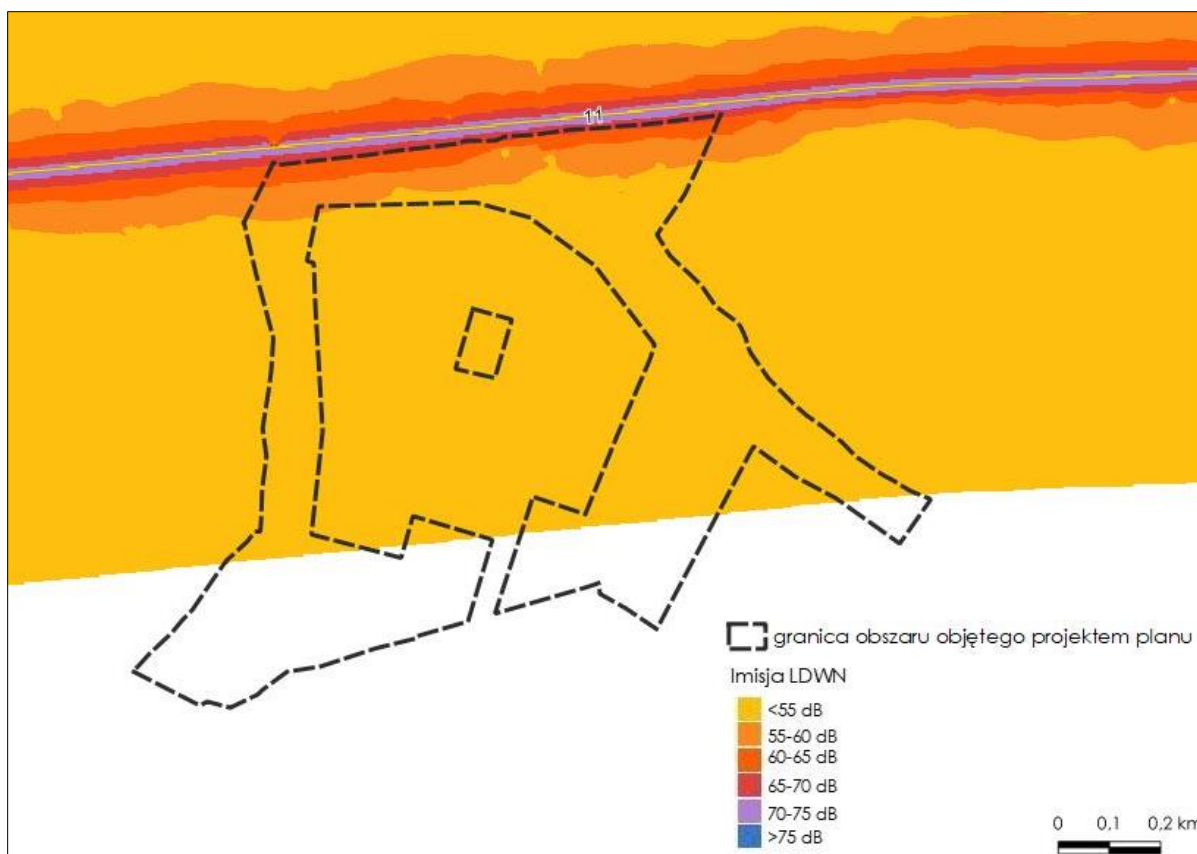 11
granica obszaru objętego projektem planu
Imisja LDWN
<55 dB
55-60 dB
60-65 dB
65-70 dB
70-75 dB
>75 dB
0 0,1 0,2 km